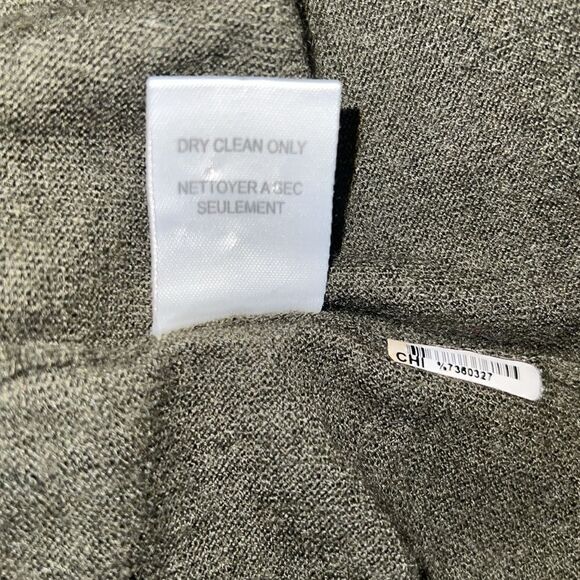 DRY CLEAN ONLY
NETTOYER A SEC
SEULEMENT
CHI
7360327